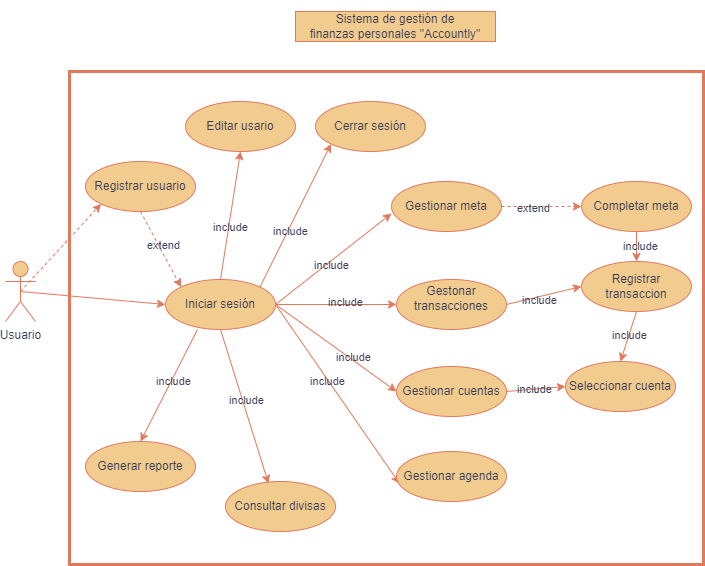 Sistema de gestión de
finanzas personales "Accountly"
Editar usario
Cerrar sesión
Registrar usuario
Gestionar meta
extend
Completar meta
include
include
extend
include
include
Usuario
Iniciar sesión
include
Gestonar
transacciones
include
Registrar
transaccion
include
include
Gestionar cuentas
include
Seleccionar cuenta
include
include
include
Generar reporte
Gestionar agenda
Consultar divisas